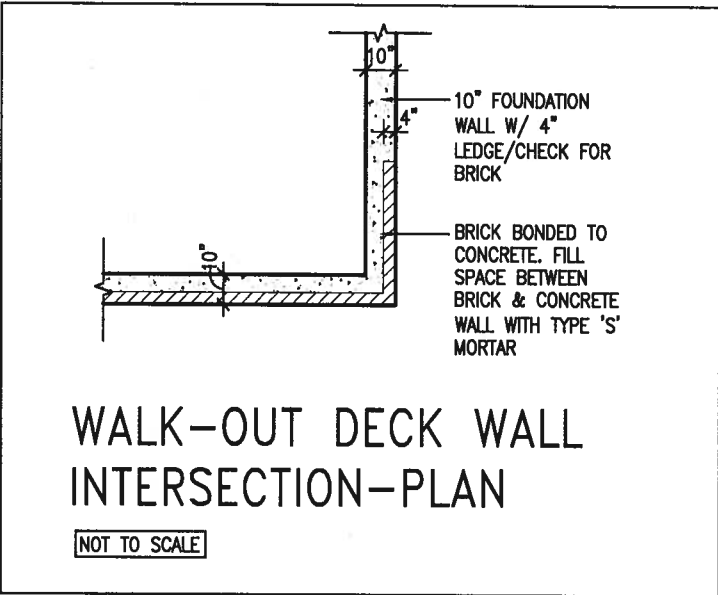 10"
10" FOUNDATION
WALL W/ 4"
LEDGE/CHECK FOR
BRICK
4"
BRICK BONDED TO
CONCRETE. FILL
SPACE BETWEEN
BRICK & CONCRETE
WALL WITH TYPE 'S'
MORTAR
10"
WALK-OUT DECK WALL
INTERSECTION-PLAN
NOT TO SCALE